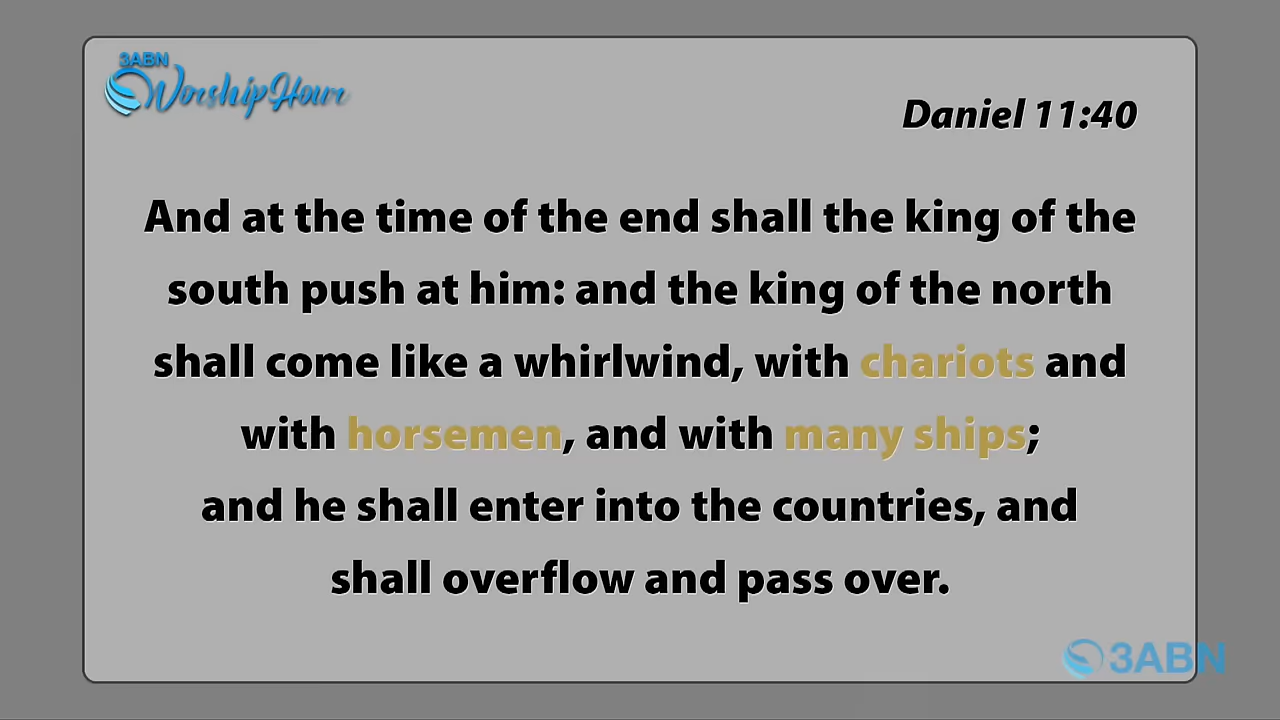 3ABN
Worship Hour
Daniel 11:40
And at the time of the end shall the king of the
south push at him: and the king of the north
shall come like a whirlwind, with chariots and
with horsemen, and with many ships;
and he shall enter into the countries, and
shall overflow and pass over.
3ABN